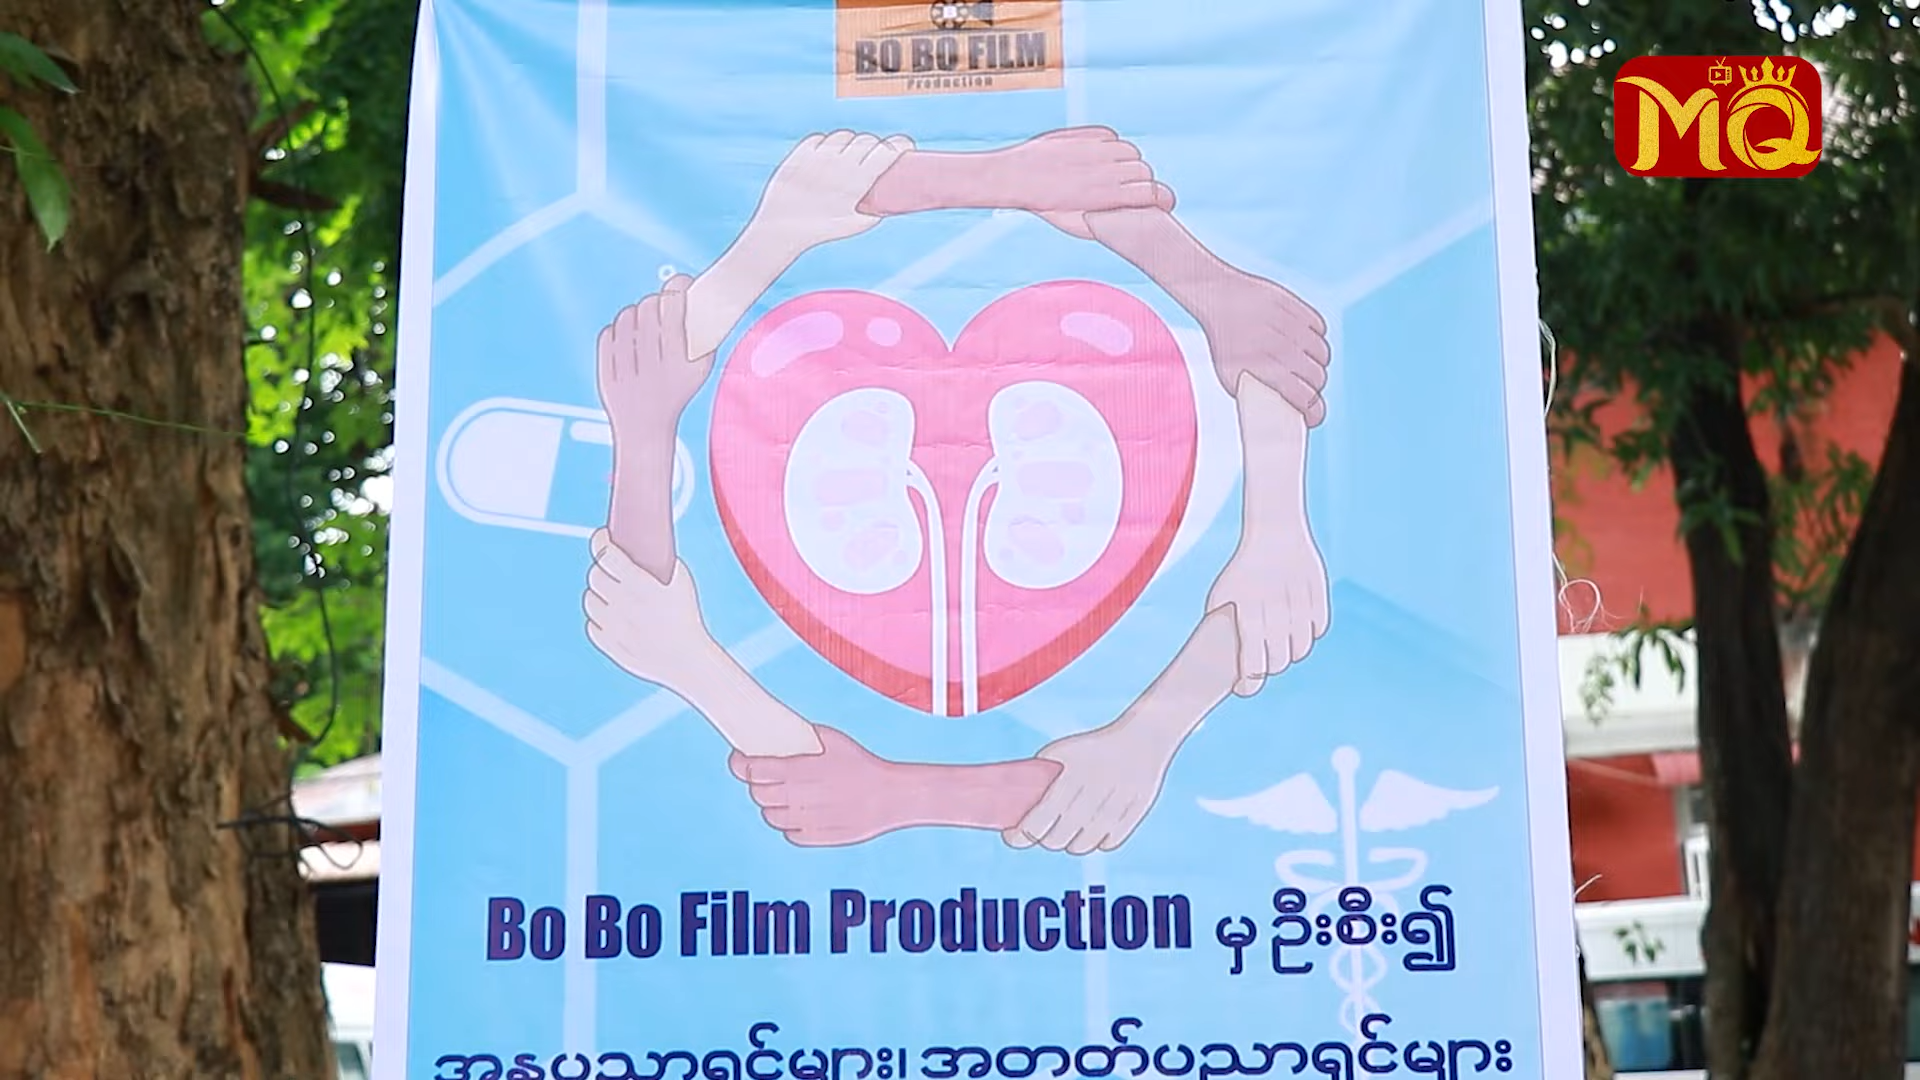 BO BO FILM
Production
MQ
Bo Bo Film Production မှ ဦးစီး၍
အနုပညာရှင်များ၊ အတတ်ပညာရှင်များ